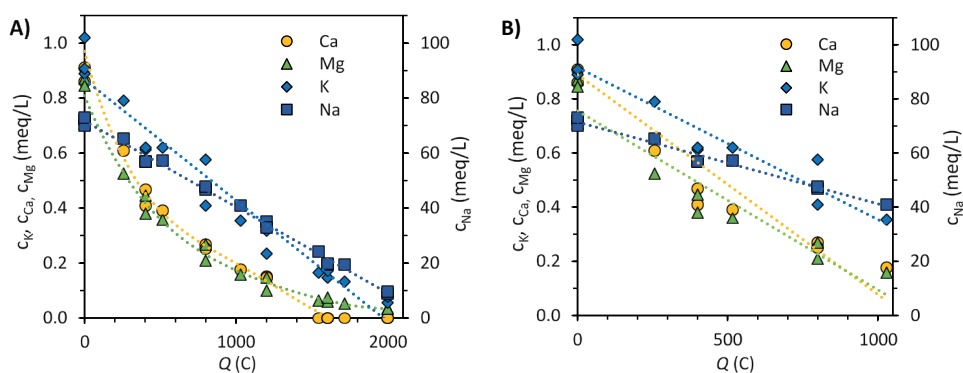 A)
Ca
Mg
K
Na
c_K, c_Ca, c_Mg (meq/L)
1.0
0.8
0.6
0.4
0.2
0.0
100
80
60
40
20
0
c_Na (meq/L)
0 1000 2000
Q (C)
B)
Ca
Mg
K
Na
c_K, c_Ca, c_Mg (meq/L)
1.0
0.8
0.6
0.4
0.2
0.0
100
80
60
40
20
0
c_Na (meq/L)
0 500 1000
Q (C)